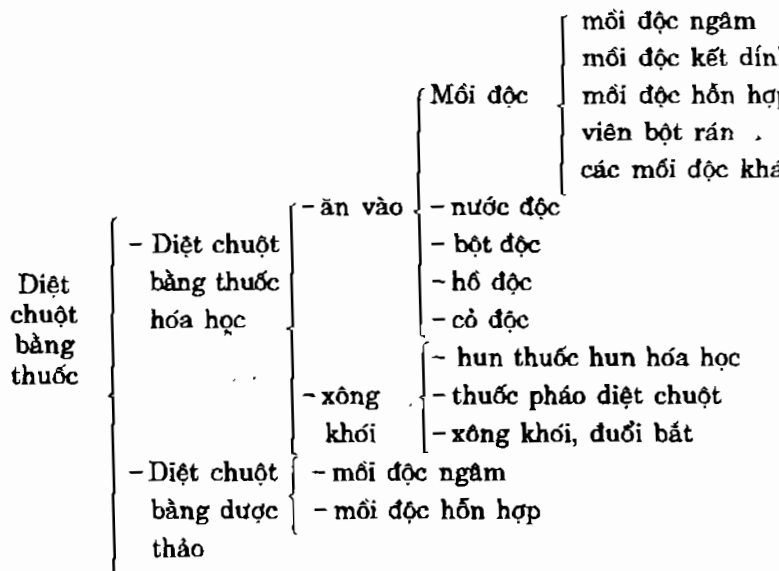 mồi độc ngâm
mồi độc kết dính
Mồi độc
mồi độc hỗn hợp
viên bột rán
các mồi độc
- ăn vào
- nước độc
- Diệt chuột
bằng thuốc
hóa học
- bột độc
- hồ độc
- cỏ độc
Diệt
chuột
bằng
thuốc
- hun thuốc hun hóa học
- xông
khói
- thuốc pháo diệt chuột
- xông khói, đuổi bắt
- Diệt chuột
bằng dược
thảo
- mồi độc ngâm
- mồi độc hỗn hợp